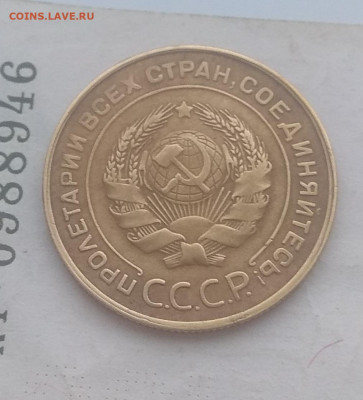 COINS.LAVE.RU
ПРОЛЕТАРИИ ВСЕХ СТРАН, СОЕДИНЯЙТЕСЬ!
С.С.С.Р.
0988946